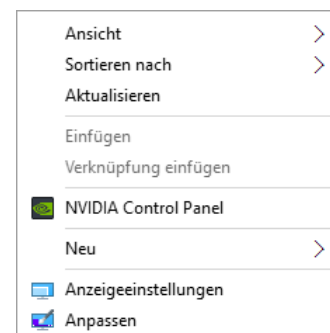 Ansicht
Sortieren nach
Aktualisieren
Einfügen
Verknüpfung einfügen
NVIDIA Control Panel
Neu
Anzeigeeinstellungen
Anpassen